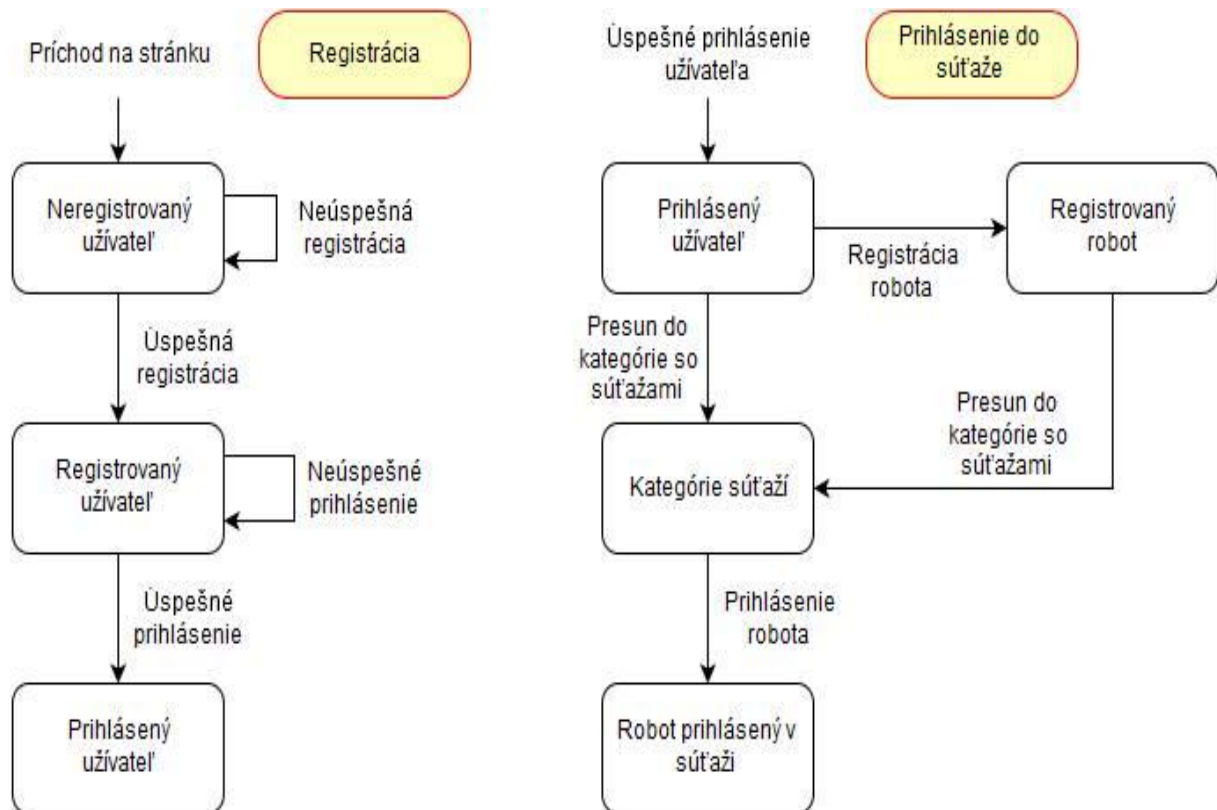 Príchod na stránku
Registrácia
Neregistrovaný
užívateľ
Neúspešná
registrácia
Úspešná
registrácia
Registrovaný
užívateľ
Neúspešné
prihlásenie
Úspešné
prihlásenie
Prihlásený
užívateľ
Úspešné prihlásenie
užívateľa
Prihlásenie do
súťaže
Prihlásený
užívateľ
Registrácia
robota
Registrovaný
robot
Presun do
kategórie so
súťažami
Presun do
kategórie so
súťažami
Kategórie súťaží
Prihlásenie
robota
Robot prihlásený v
súťaži